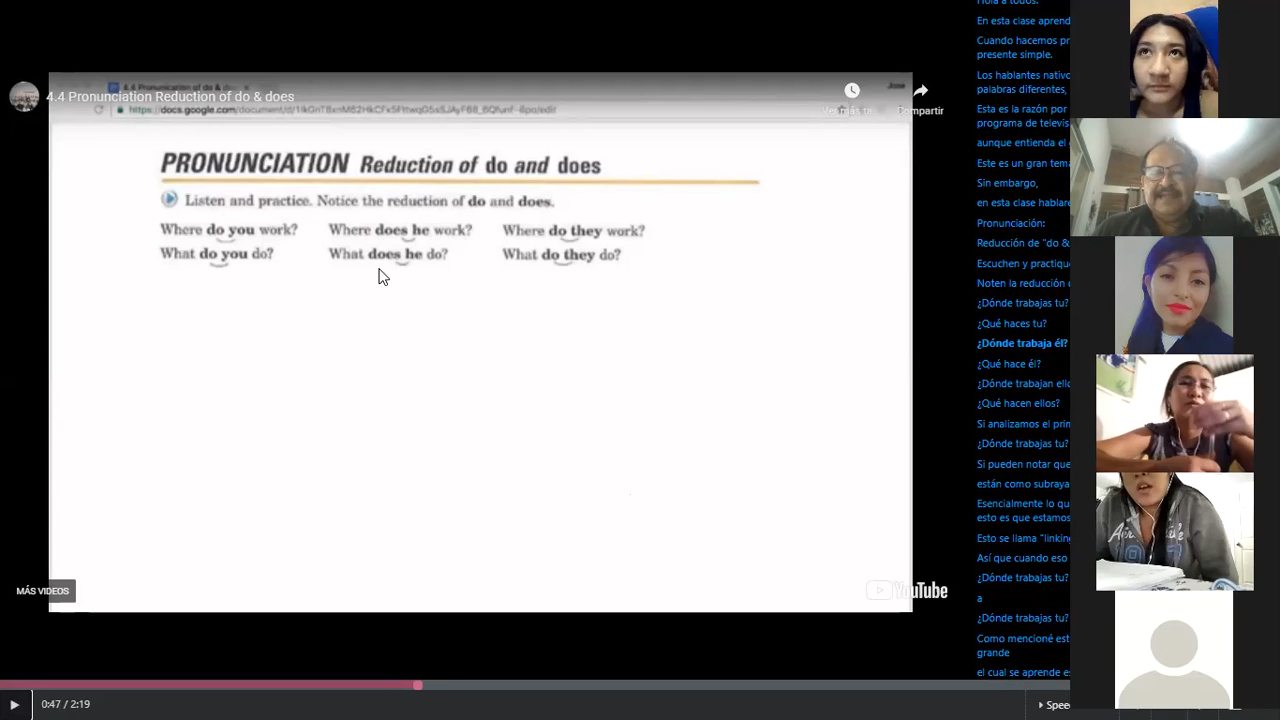 4.4 Pronunciation Reduction of do & does
Compartir
PRONUNCIATION Reduction of do and does
Listen and practice. Notice the reduction of do and does.
Where do you work? Where does he work? Where do they work?
What do you do? What does he do? What do they do?
MÁS VIDEOS
YouTube
0:47 / 2:19
Spee
Hola a todos.
En esta clase aprend
Cuando hacemos pr
presente simple.
Los hablantes nativo
palabras diferentes,
Esta es la razón por
programa de televis
aunque entienda el
Este es un gran tema
Sin embargo,
en esta clase hablare
Pronunciación:
Reducción de "do &
Escuchen y practique
Noten la reducción
¿Dónde trabajas tu?
¿Qué haces tu?
¿Dónde trabaja él?
¿Qué hace él?
¿Dónde trabajan ello
¿Qué hacen ellos?
Si analizamos el prim
¿Dónde trabajas tu?
Si pueden notar que
están como subraya
Esencialmente lo qu
esto es que estamos
Esto se llama "linking
Así que cuando eso
¿Dónde trabajas tu?
a
¿Dónde trabajas tu?
Como mencioné est
grande
el cual se aprende es